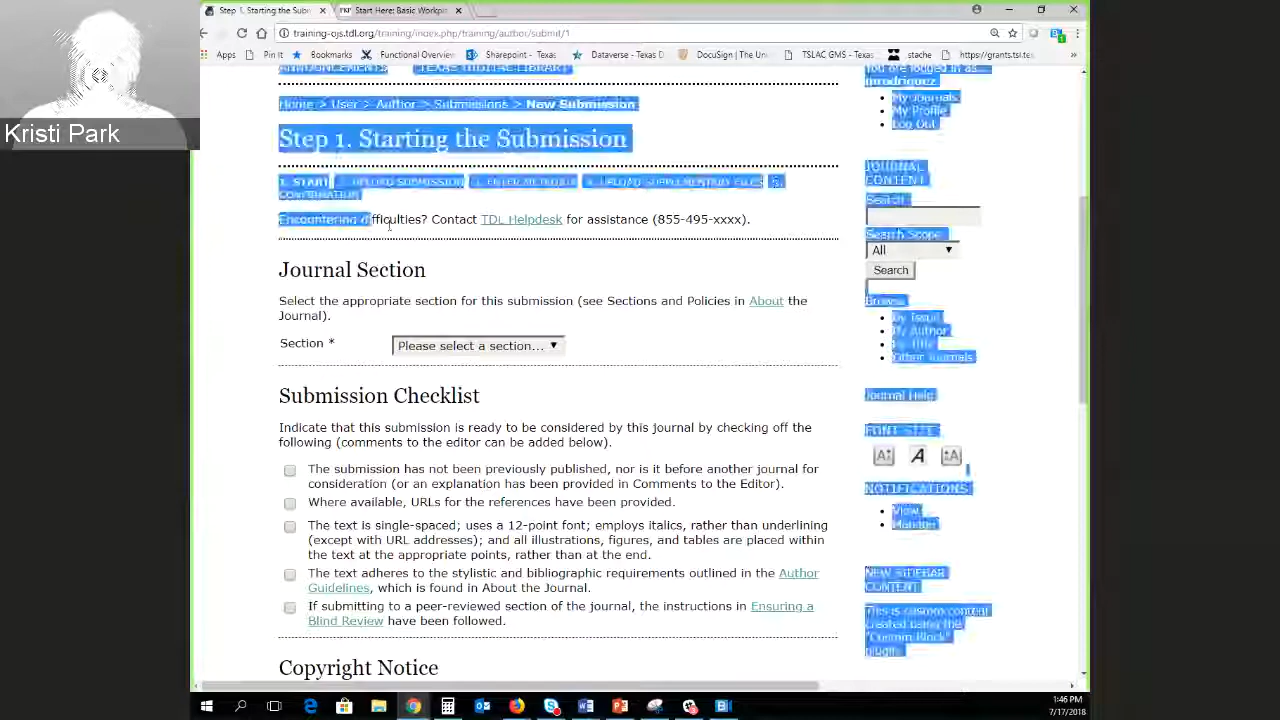 Step 1. Starting the Su
Start Here: Basic Workpl
training-ojs.tdl.org/training/index.php/training/author/submit/1
Apps
Pin It
Bookmarks
Functional Overview
Sharepoint - Texas
Dataverse - Texas D
DocuSign | The Uni
TSLAC GMS - Texas
stache
https://grants.tsl.tex
Kristi Park
ANNOUNCEMENTS
TEXAS DIGITAL LIBRARY
Home > User > Author > Submissions > New Submission
Step 1. Starting the Submission
1. START 2. UPLOAD SUBMISSION 3. ENTER METADATA 4. UPLOAD SUPPLEMENTARY FILES 5.
CONFIRMATION
Encountering difficulties? Contact TDL Helpdesk for assistance (855-495-xxxx).
Journal Section
Select the appropriate section for this submission (see Sections and Policies in About the
Journal).
Section *
Please select a section...
Submission Checklist
Indicate that this submission is ready to be considered by this journal by checking off the
following (comments to the editor can be added below).
The submission has not been previously published, nor is it before another journal for
consideration (or an explanation has been provided in Comments to the Editor).
Where available, URLs for the references have been provided.
The text is single-spaced; uses a 12-point font; employs italics, rather than underlining
(except with URL addresses); and all illustrations, figures, and tables are placed within
the text at the appropriate points, rather than at the end.
The text adheres to the stylistic and bibliographic requirements outlined in the Author
Guidelines, which is found in About the Journal.
If submitting to a peer-reviewed section of the journal, the instructions in Ensuring a
Blind Review have been followed.
Copyright Notice
You are logged in as...
My Journals
My Profile
Log Out
JOURNAL
CONTENT
Search
Search Scope
All
Search
Browse
By Issue
By Author
By Title
Other Journals
Journal Help
FONT SIZE
NOTIFICATIONS
View
Manage
NEW SIDEBAR
CONTENT
This is custom content
created using the
"Custom Block"
plugin.
1:46 PM
7/17/2018